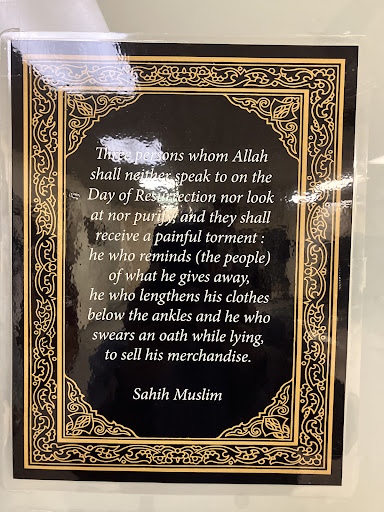 Three persons whom Allah
shall neither speak to on the
Day of Resurrection nor look
at nor purify, and they shall
receive a painful torment :
he who reminds (the people)
of what he gives away,
he who lengthens his clothes
below the ankles and he who
swears an oath while lying,
to sell his merchandise.
Sahih Muslim